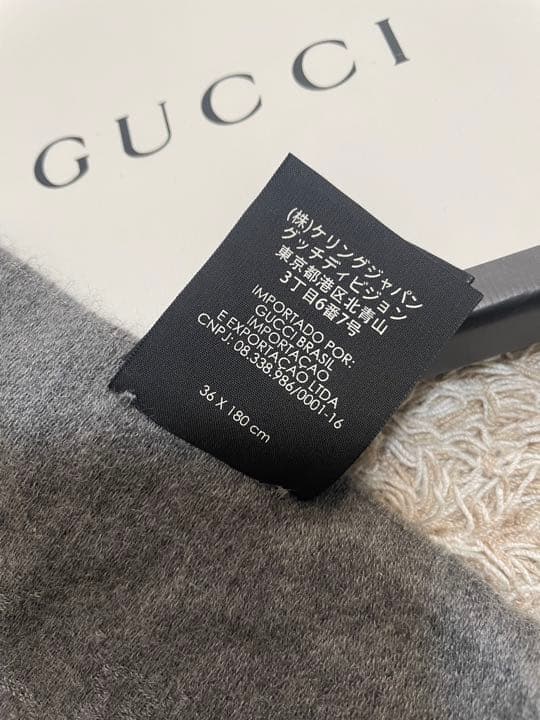 GUCCI
(株)ケリングジャパン
グッチディビジョン
東京都港区北青山
3丁目6番7号
IMPORTADO POR:
GUCCI BRASIL
IMPORTACAO
E EXPORTACAO LTDA
CNPJ: 08.338.986/0001-16
36 X 180 cm